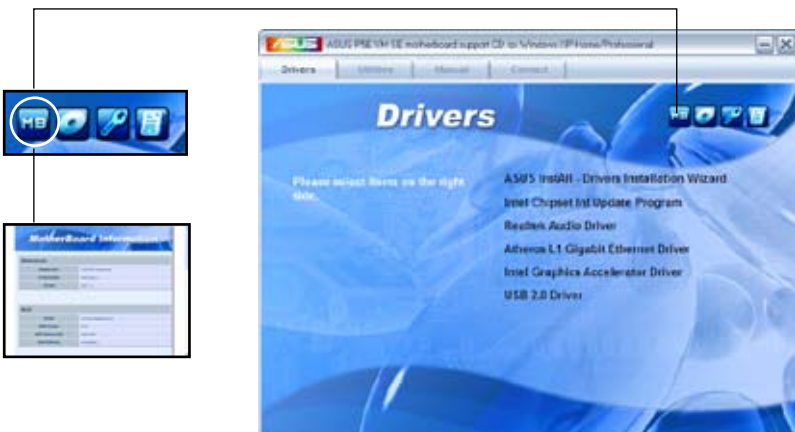 ASUS ASUS P5E-VM SE motherboard support CD for Windows XP Home/Professional
Drivers Utilities Manual Contact
Drivers
MB
MB
Please select items on the right
side.
ASUS InstAll - Drivers Installation Wizard
Intel Chipset Inf Update Program
Realtek Audio Driver
Atheros L1 Gigabit Ethernet Driver
Intel Graphics Accelerator Driver
USB 2.0 Driver
MotherBoard Information